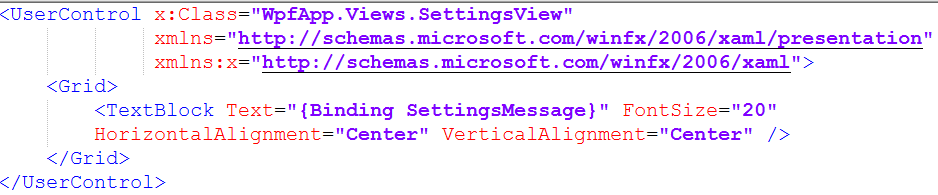 <UserControl x:Class="WpfApp.Views.SettingsView"
xmlns="http://schemas.microsoft.com/winfx/2006/xaml/presentation"
xmlns:x="http://schemas.microsoft.com/winfx/2006/xaml">
<Grid>
<TextBlock Text="{Binding SettingsMessage}" FontSize="20"
HorizontalAlignment="Center" VerticalAlignment="Center" />
</Grid>
</UserControl>